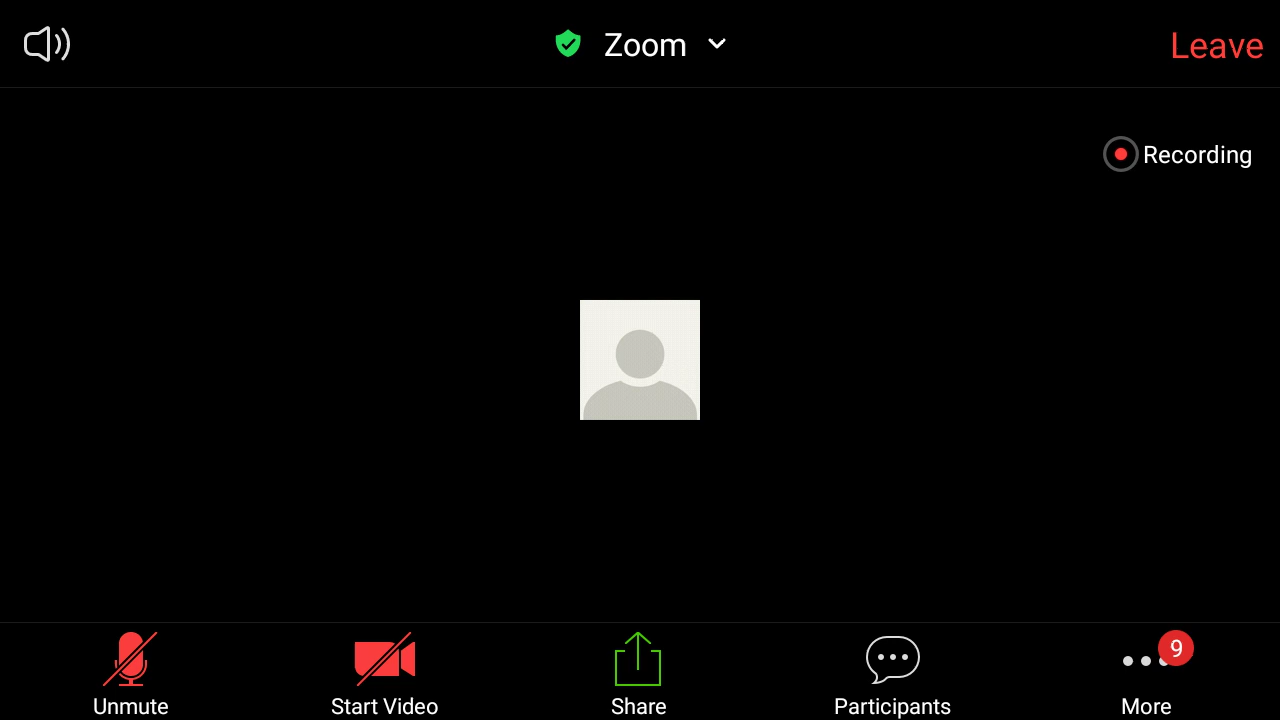 Zoom
Leave
Recording
9
Unmute
Start Video
Share
Participants
More